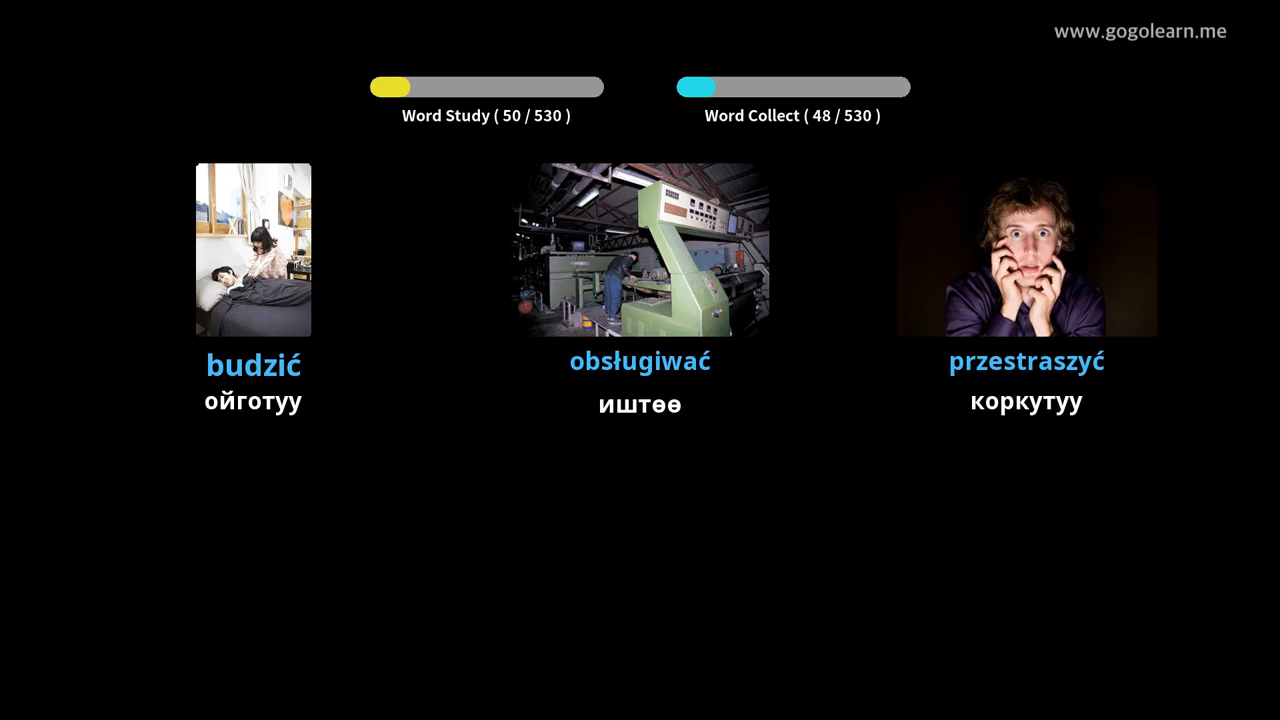 www.gogolearn.me
Word Study ( 50 / 530 )
Word Collect ( 48 / 530 )
budzić
obsługiwać
przestraszyć
ойготуу
иштөө
коркутуу